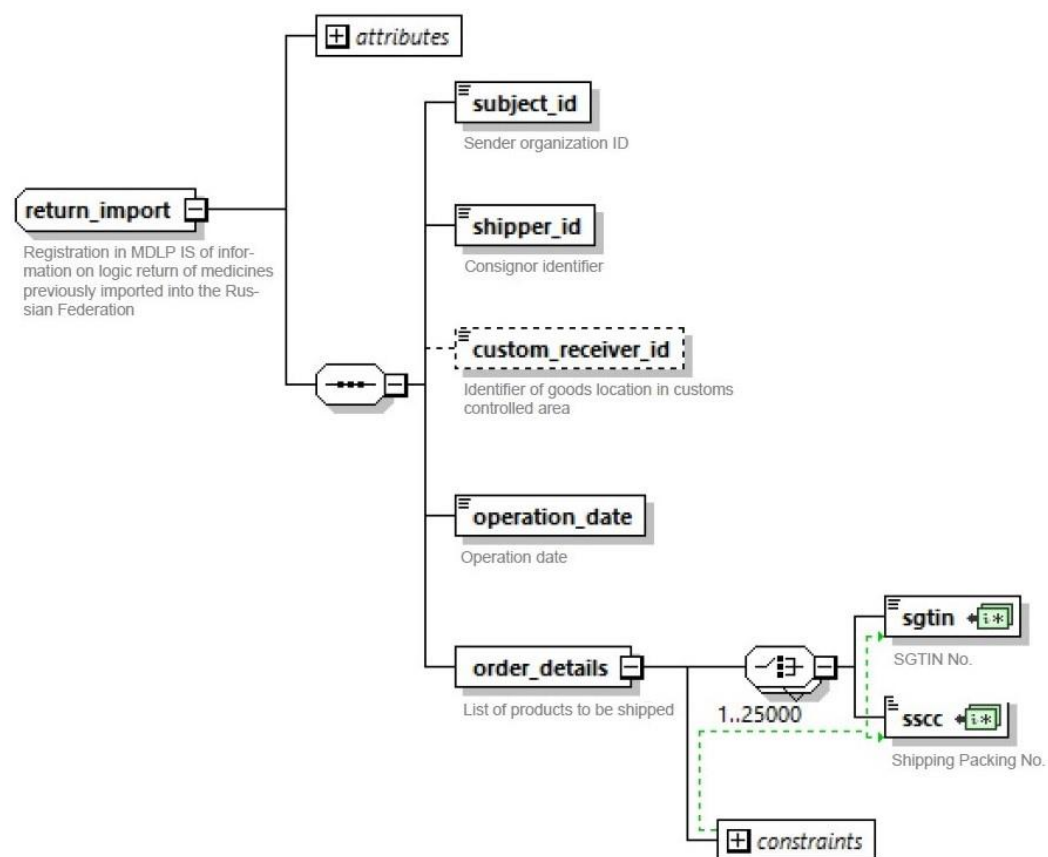 attributes
subject_id
Sender organization ID
return_import
Registration in MDLP IS of infor-
mation on logic return of medicines
previously imported into the Rus-
sian Federation
shipper_id
Consignor identifier
custom_receiver_id
Identifier of goods location in customs
controlled area
operation_date
Operation date
order_details
List of products to be shipped
1..25000
sgtin
SGTIN No.
sscc
Shipping Packing No.
constraints